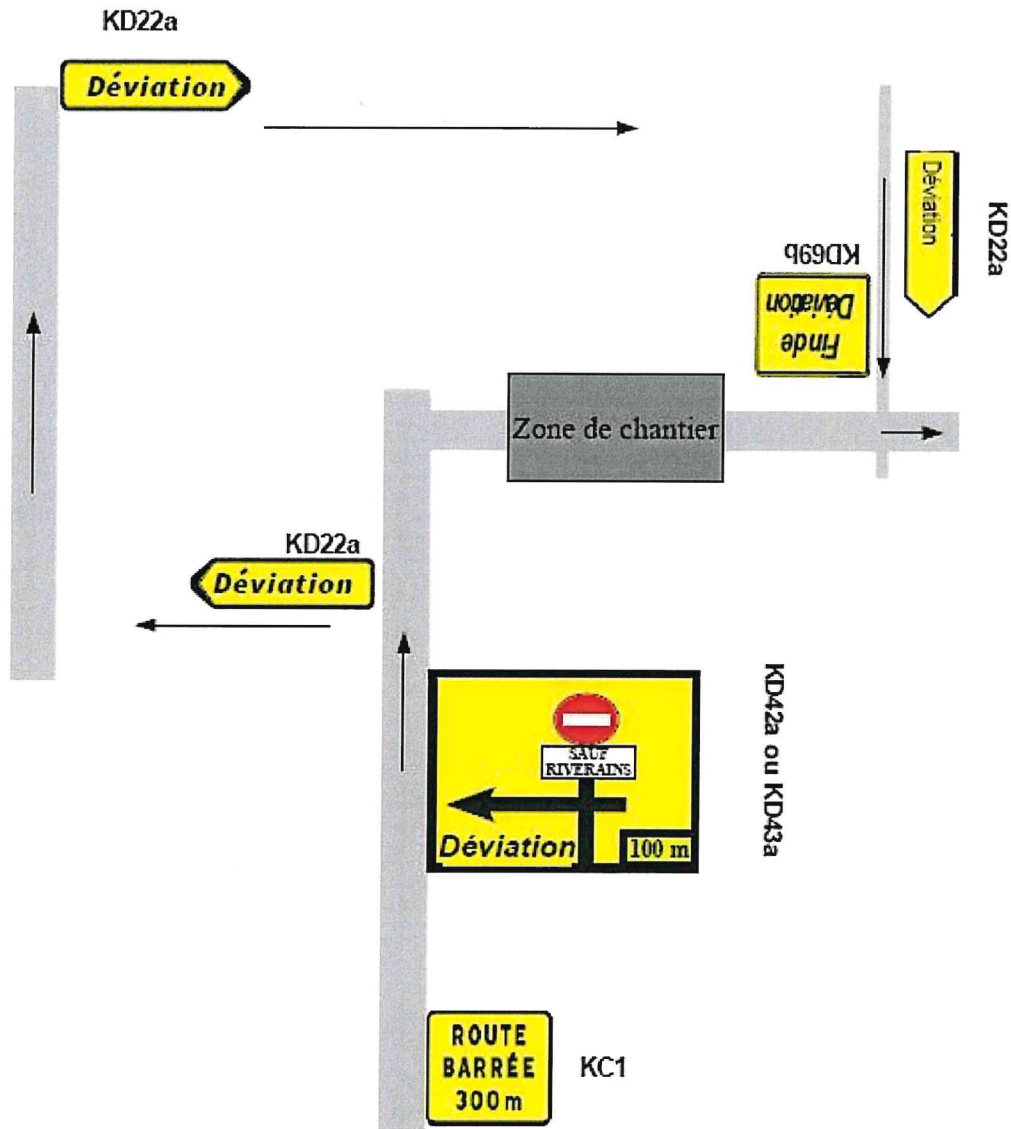 KD22a
Déviation
Déviation
KD22a
KD69b
Fin de
Déviation
Zone de chantier
KD22a
Déviation
SAUF
RIVERAINS
Déviation
100 m
KD42a ou KD43a
ROUTE
BARRÉE
300 m
KC1